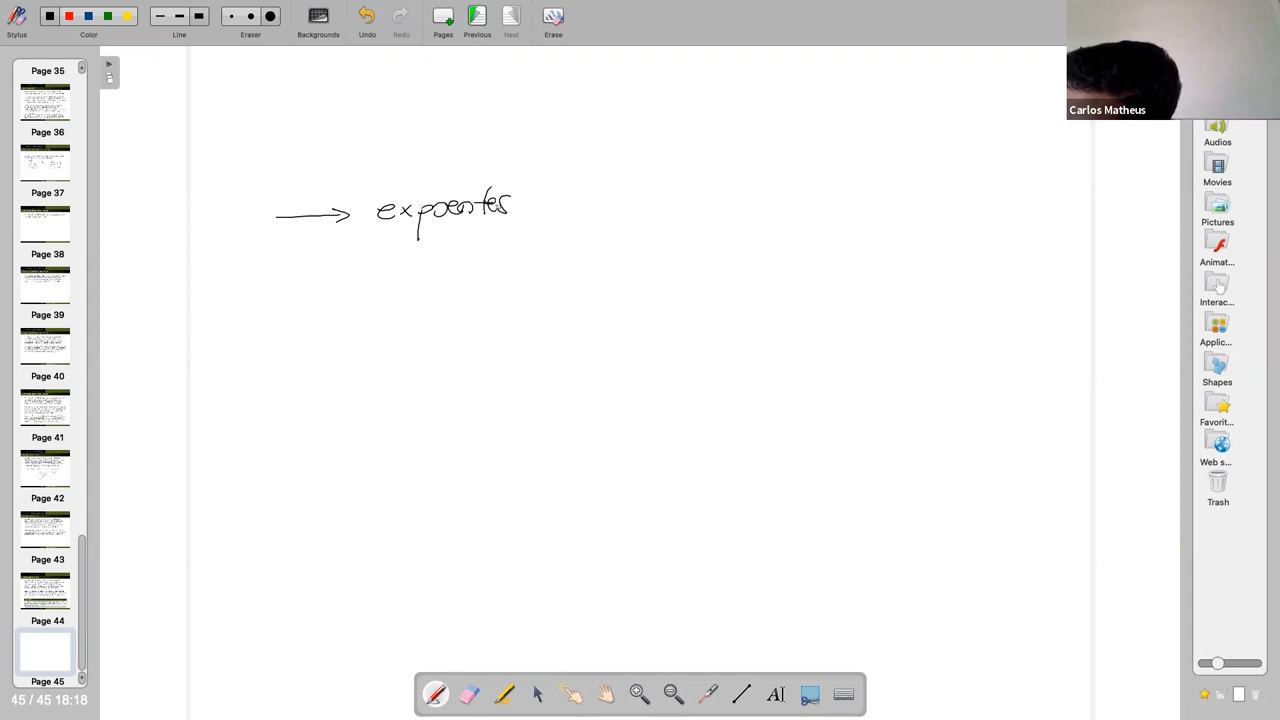 Stylus
Color
Line
Eraser
Backgrounds
Undo
Redo
Pages
Previous
Next
Erase
Carlos Matheus
Page 35
Page 36
Page 37
Page 38
Page 39
Page 40
Page 41
Page 42
Page 43
Page 44
Page 45
45 / 45 18:18
expoentes
Audios
Movies
Pictures
Animat...
Interac...
Applic...
Shapes
Favorit...
Web s...
Trash
AI